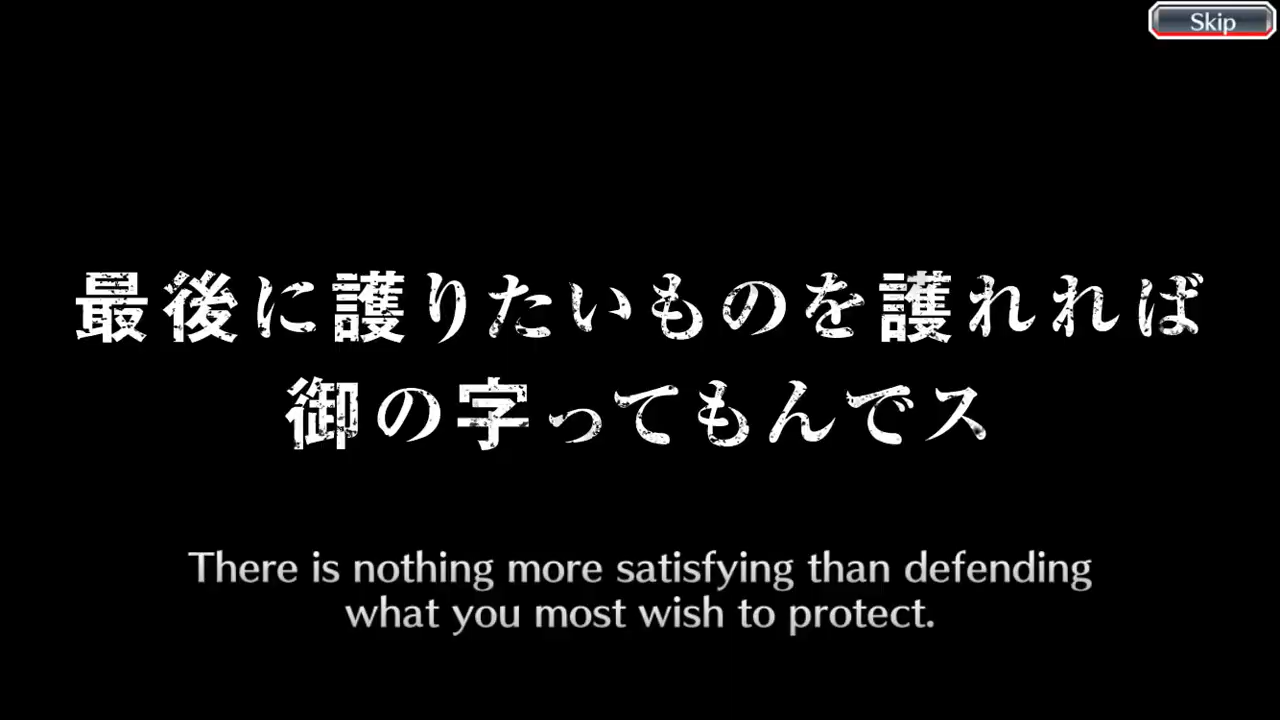 Skip
最後に護りたいものを護れれば
御の字ってもんでス
There is nothing more satisfying than defending
what you most wish to protect.